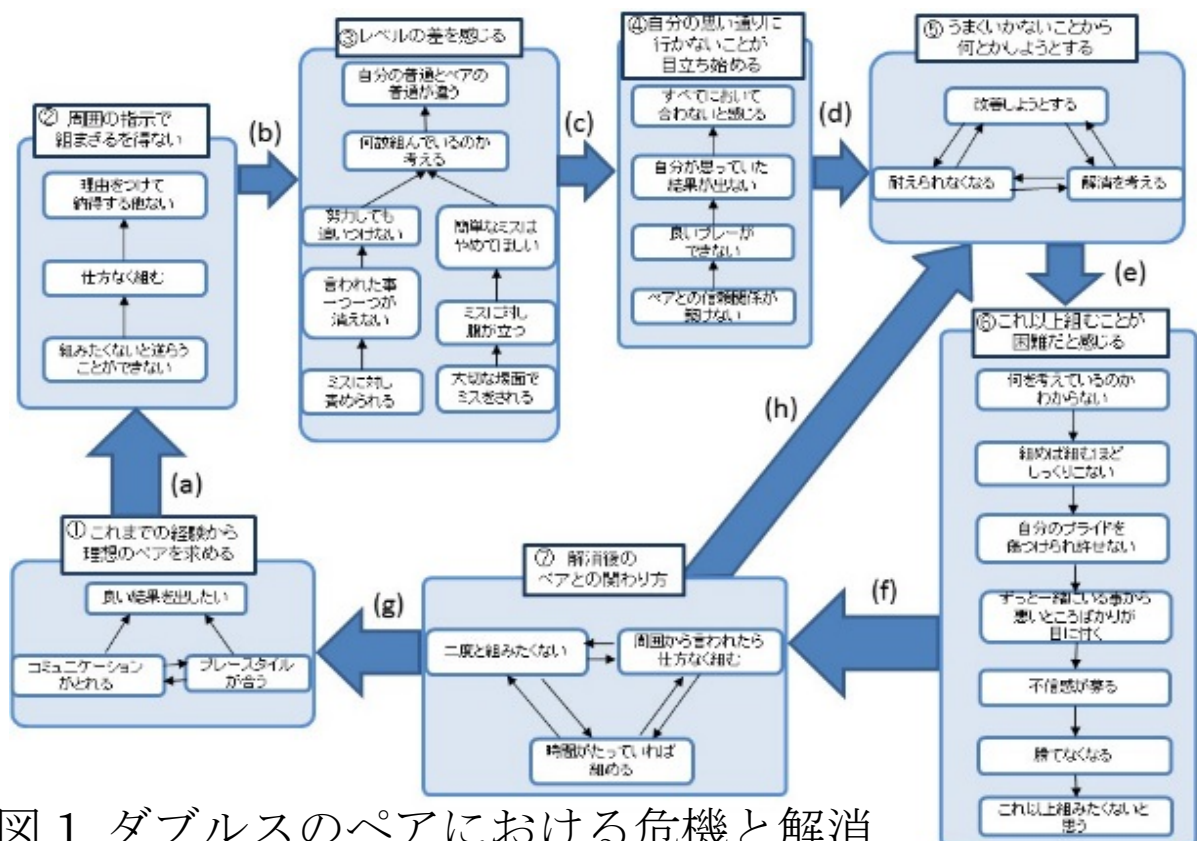 ① これまでの経験から
理想のペアを求める
良い結果を出したい
コミュニケーション
がとれる
プレースタイル
が合う
(a)
② 周囲の指示で
組まざるを得ない
理由をつけて
納得する他ない
仕方なく組む
組みたくないと逆らう
ことができない
(b)
③レベルの差を感じる
自分の普通とペアの
普通が違う
何故組んでいるのか
考える
努力しても
追いつけない
言われた事
一つ一つが
消えない
ミスに対し
責められる
簡単なミスは
やめてほしい
ミスに対し
腹が立つ
大切な場面で
ミスをされる
(c)
④自分の思い通りに
行かないことが
目立ち始める
すべてにおいて
合わないと感じる
自分が思っていた
結果が出ない
良いプレーが
できない
ペアとの信頼関係が
築けない
(d)
⑤ うまくいかないことから
何とかしようとする
改善しようとする
耐えられなくなる
解消を考える
(e)
⑥これ以上組むことが
困難だと感じる
何を考えているのか
わからない
組めば組むほど
しっくりこない
自分のプライドを
傷つけられ許せない
ずっと一緒にいる事から
悪いところばかりが
目に付く
不信感が募る
勝てなくなる
これ以上組みたくないと
思う
(f)
⑦ 解消後の
ペアとの関わり方
二度と組みたくない
周囲から言われたら
仕方なく組む
時間がたっていれば
組める
(g)
(h)
図１ ダブルスのペアにおける危機と解消